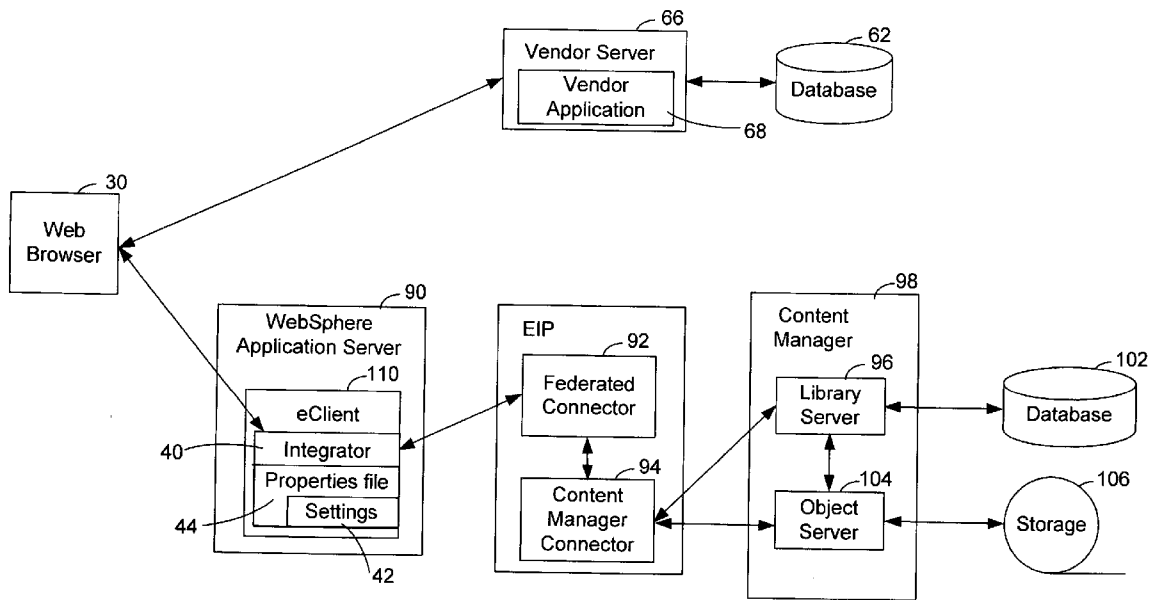 66
Vendor Server
Vendor
Application
68
62
Database
30
Web
Browser
90
WebSphere
Application Server
110
eClient
40
Integrator
Properties file
44
Settings
42
EIP
92
Federated
Connector
94
Content
Manager
Connector
98
Content
Manager
96
Library
Server
104
Object
Server
102
Database
106
Storage